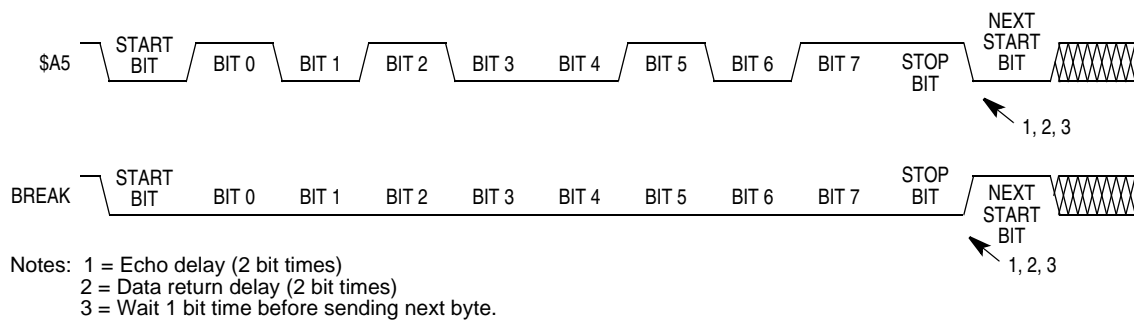 $A5
START
BIT
BIT 0
BIT 1
BIT 2
BIT 3
BIT 4
BIT 5
BIT 6
BIT 7
STOP
BIT
NEXT
START
BIT
1, 2, 3
BREAK
START
BIT
BIT 0
BIT 1
BIT 2
BIT 3
BIT 4
BIT 5
BIT 6
BIT 7
STOP
BIT
NEXT
START
BIT
1, 2, 3
Notes: 1 = Echo delay (2 bit times)
2 = Data return delay (2 bit times)
3 = Wait 1 bit time before sending next byte.